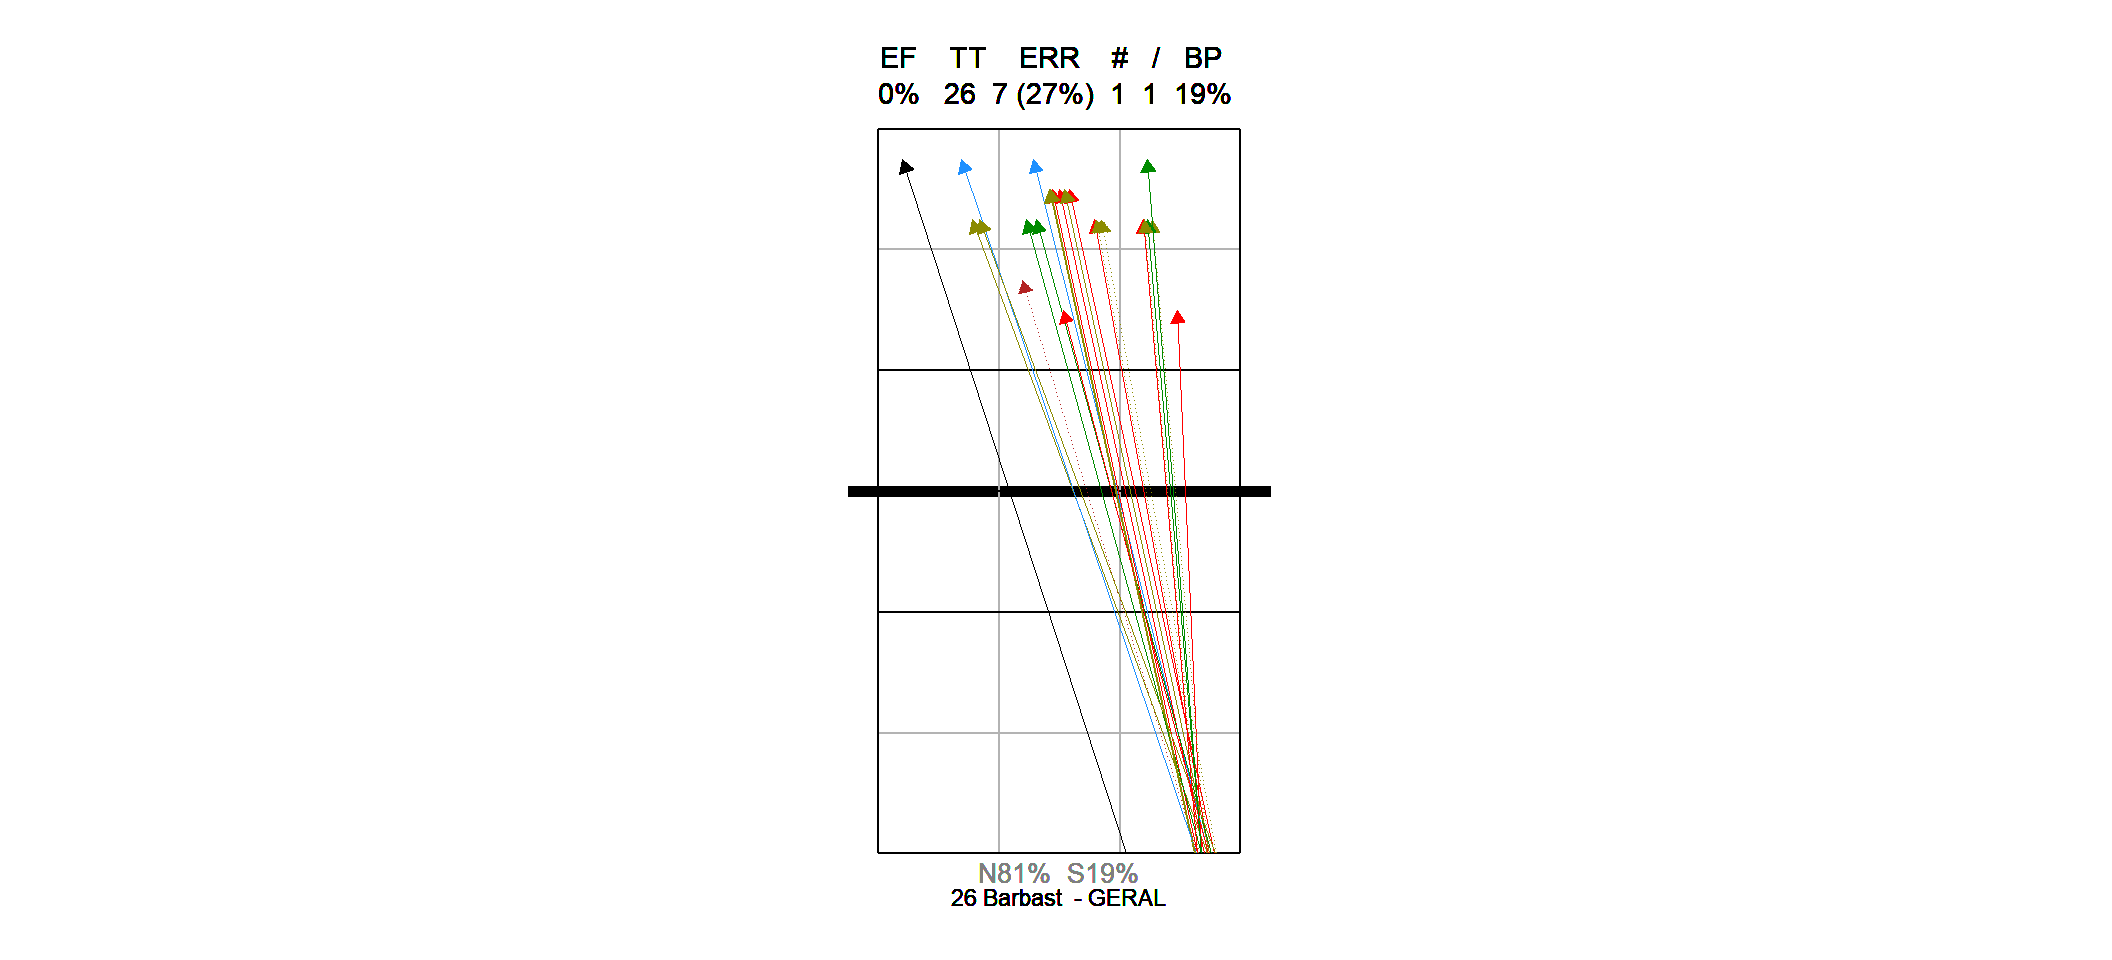 EF TT ERR # / BP
0% 26 7 (27%) 1 1 19%
N81% S19%
26 Barbast - GERAL